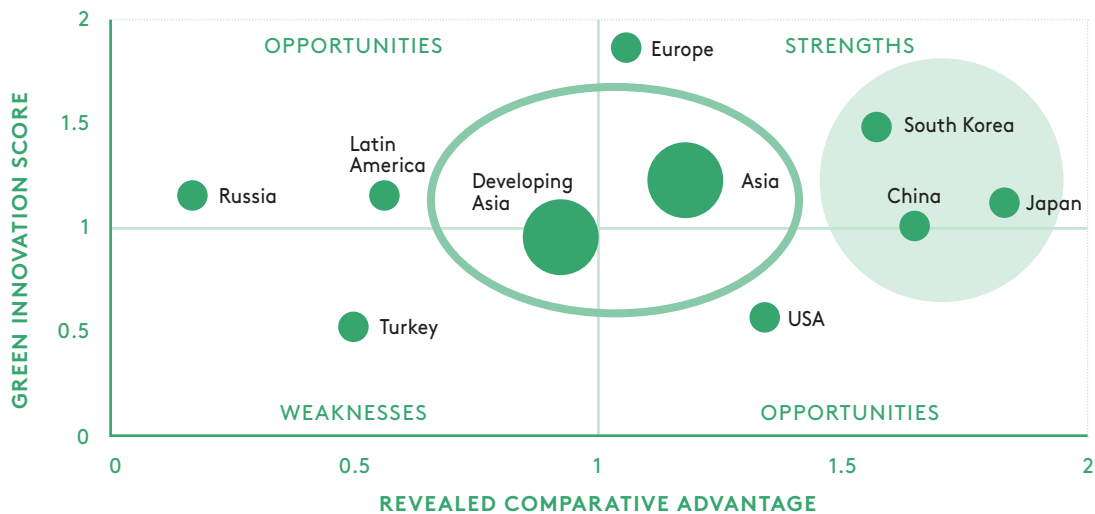 2
OPPORTUNITIES
STRENGTHS
Europe
1.5
South Korea
Latin
America
Developing
Asia
Asia
Russia
China
Japan
1
0.5
Turkey
USA
WEAKNESSES
OPPORTUNITIES
0
GREEN INNOVATION SCORE
0
0.5
1
1.5
2
REVEALED COMPARATIVE ADVANTAGE